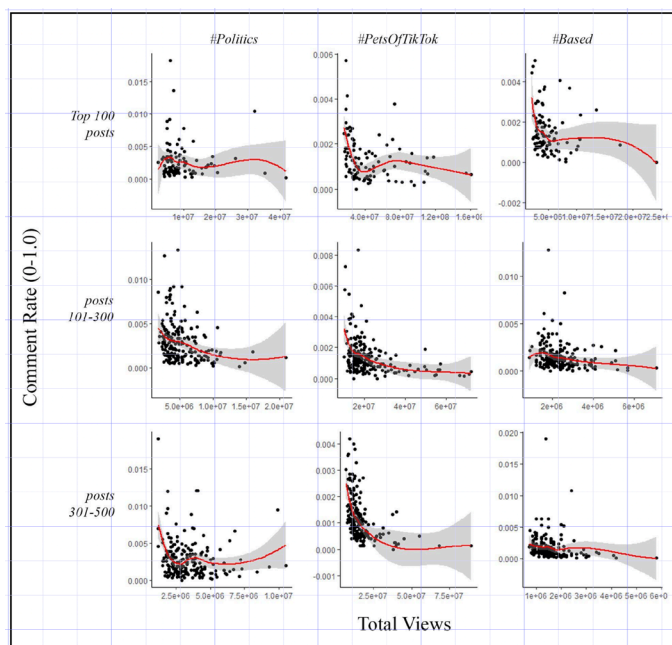 #Politics #PetsOfTikTok #Based
Top 100
posts
0.015
0.010
0.005
0.000
1e+07 2e+07 3e+07 4e+07
0.006
0.004
0.002
0.000
4.0e+07 8.0e+07 1.2e+08
0.004
0.002
0.000
-0.002
Comment Rate (0-1.0)
posts
101-300
0.010
0.005
0.000
5.0e+06 1.0e+07 1.5e+07 2.0e+07
0.008
0.006
0.004
0.002
0.000
2e+07 4e+07 6e+07
0.015
0.010
0.005
0.000
2e+06 4e+06 6e+06
posts
301-500
0.015
0.010
0.005
0.000
2.5e+06 5.0e+06 7.5e+06 1.0e+07
0.004
0.003
0.002
0.001
0.000
-0.001
2.5e+07 5.0e+07 7.5e+07
0.020
0.015
0.010
0.005
0.000
1e+06 2e+06 3e+06 4e+06 5e+06
Total Views